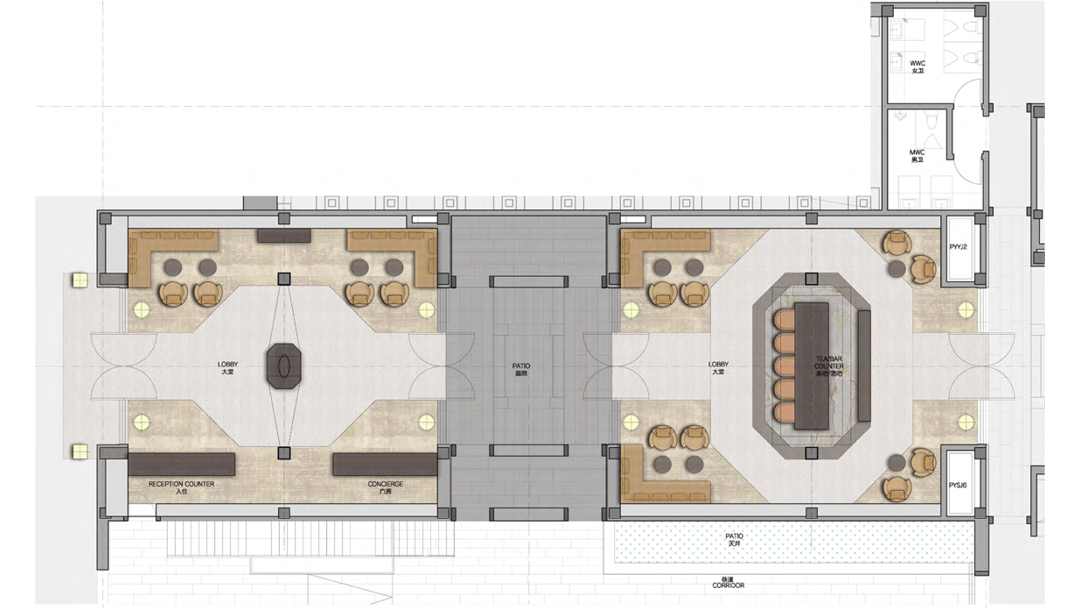 WWC
女卫
MWC
男卫
PYYJ2
LOBBY
大堂
PATIO
庭院
LOBBY
大堂
TEA/BAR
COUNTER
茶吧/酒吧
RECEPTION COUNTER
入住
CONCIERGE
门房
PYSJ6
PATIO
天井
巷道
CORRIDOR